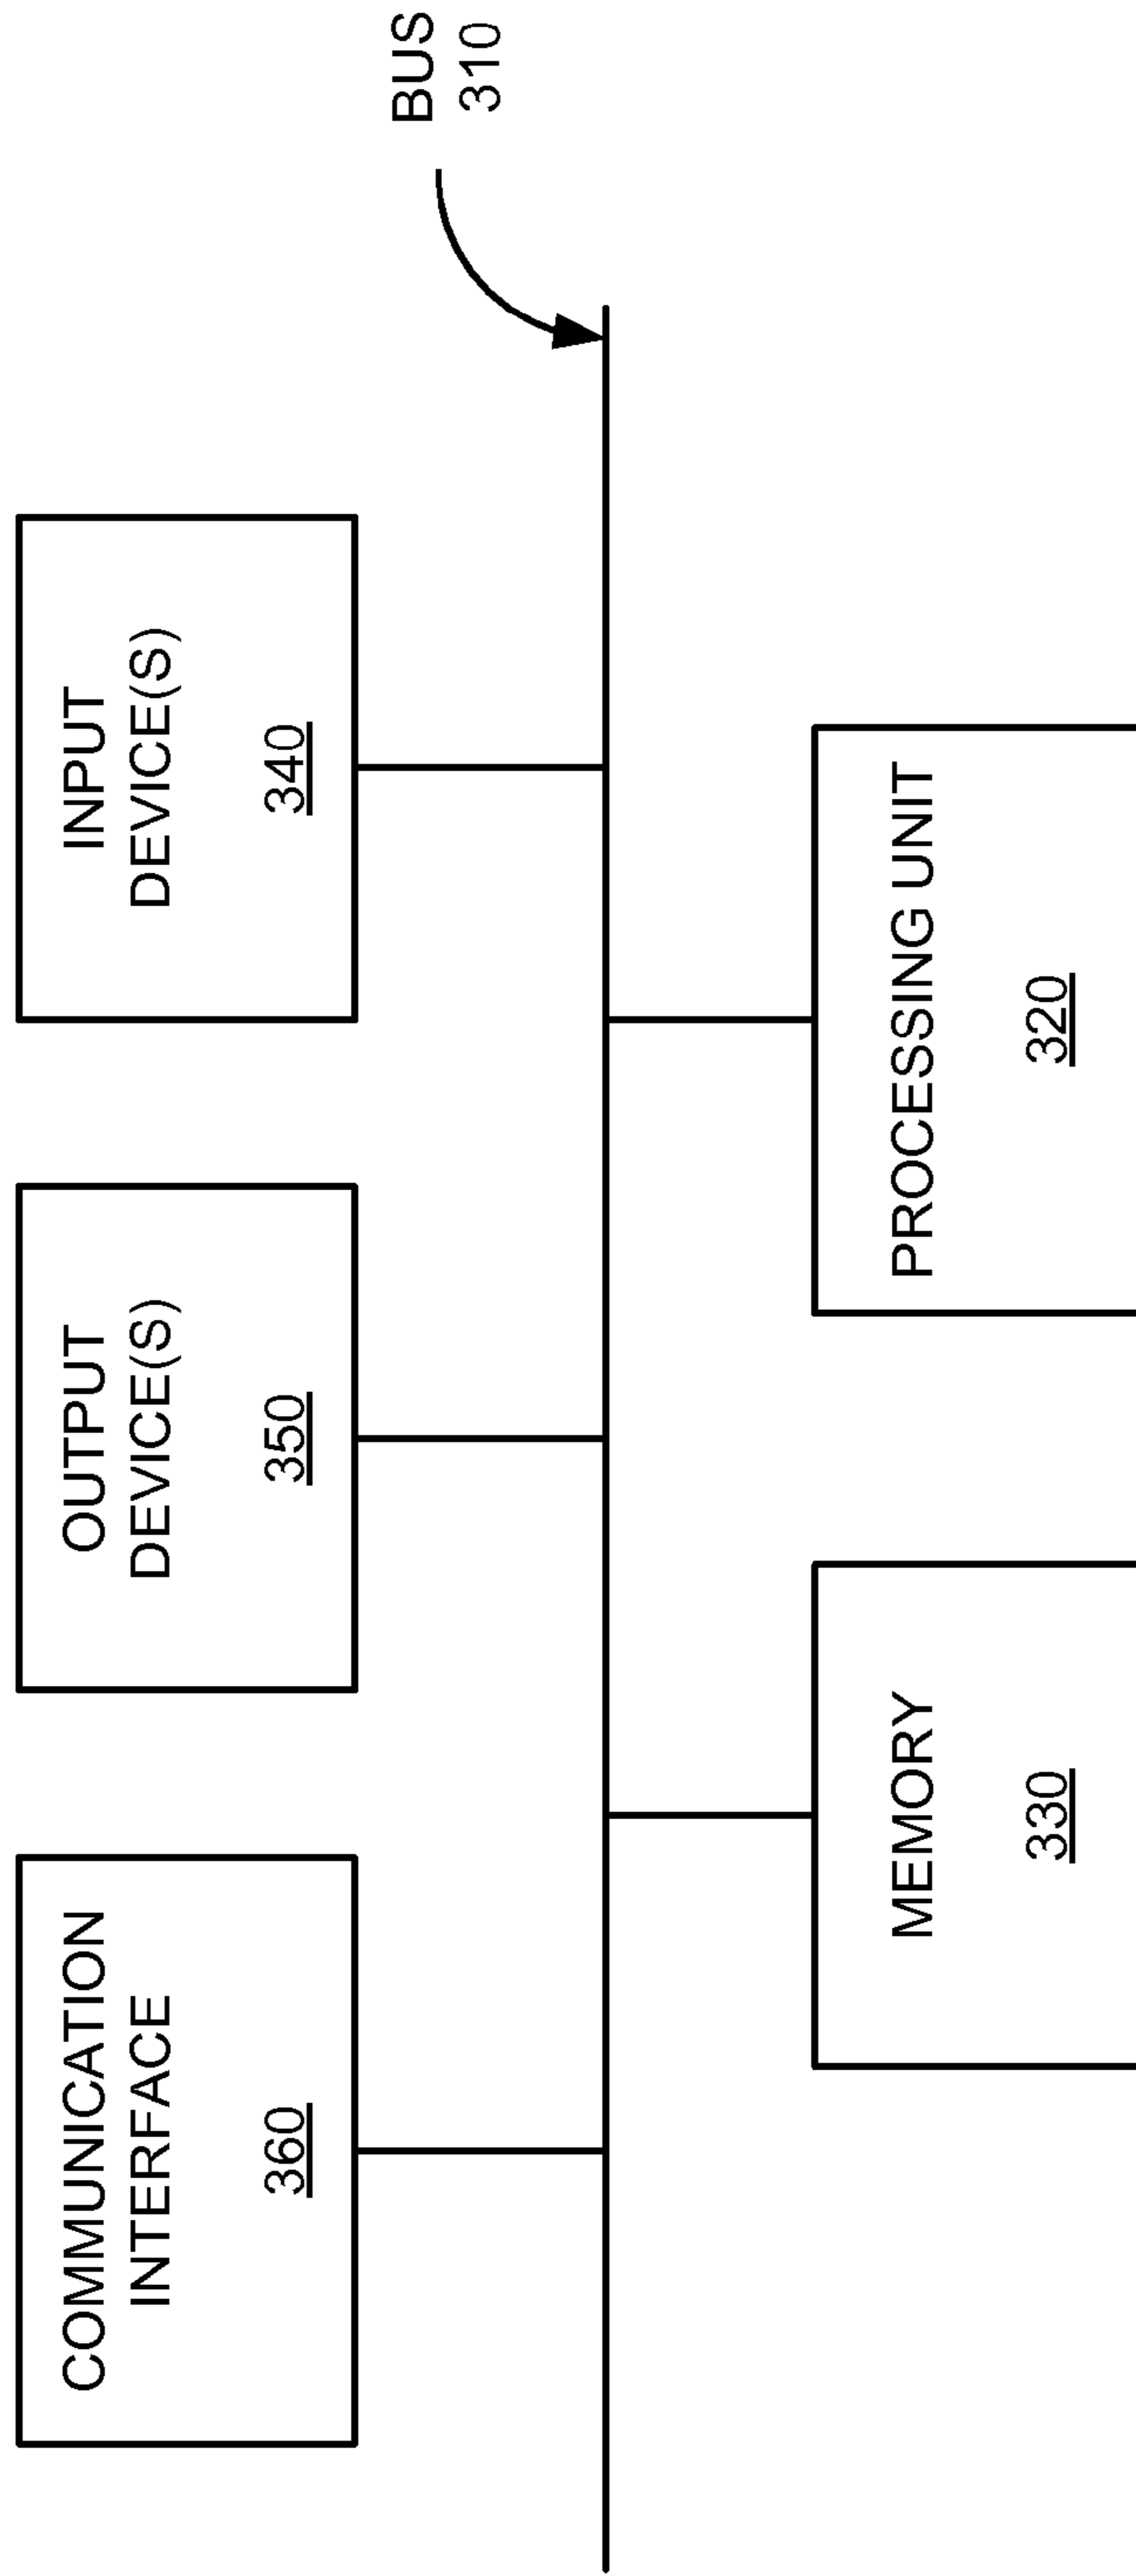 COMMUNICATION
INTERFACE
360
OUTPUT
DEVICE(S)
350
INPUT
DEVICE(S)
340
BUS
310
MEMORY
330
PROCESSING UNIT
320